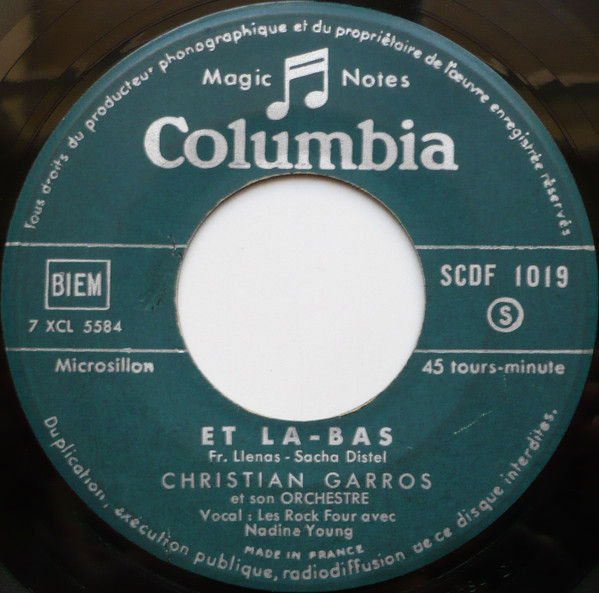 Tous droits du producteur phonographique et du propriétaire de l'œuvre enregistrée réservés
Magic Notes
Columbia
BIEM
SCDF 1019
7 XCL 5584
S
Microsillon
45 tours-minute
ET LA-BAS
Fr. Llenas - Sacha Distel
CHRISTIAN GARROS
et son ORCHESTRE
Vocal : Les Rock Four avec
Nadine Young
MADE IN FRANCE
Duplication, exécution publique, radiodiffusion de ce disque interdites.